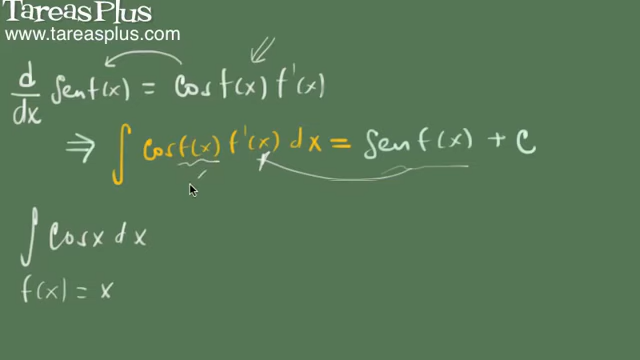 TareasPlus
www.tareasplus.com
d/dx Sen f(x) = Cos f(x) f'(x)
⇒ ∫ Cos f(x) f'(x) dx = Sen f(x) + C
∫ Cos x dx
f(x) = x